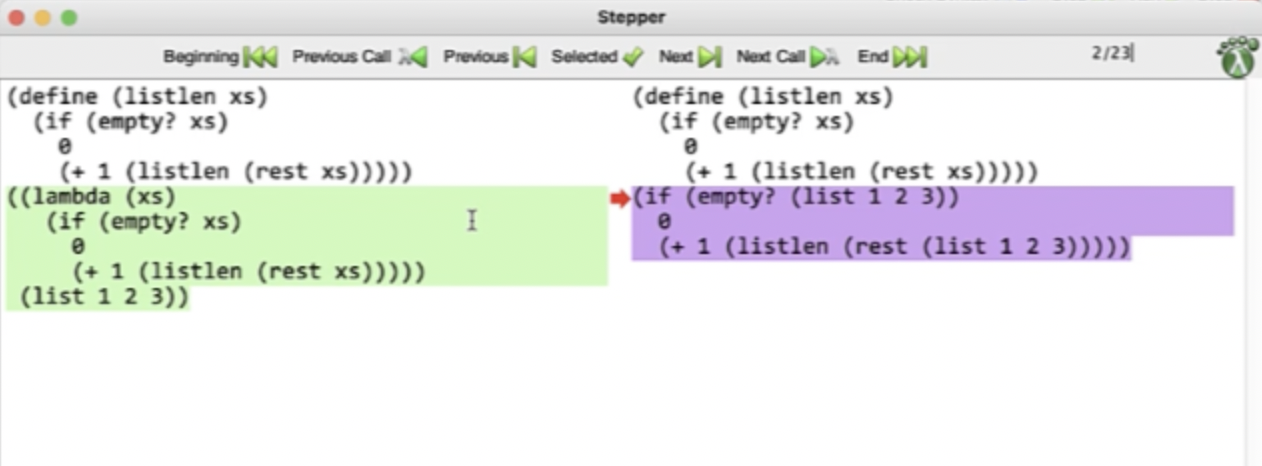 Stepper
Beginning Previous Call Previous Selected Next Next Call End 2/23
(define (listlen xs)
  (if (empty? xs)
    0
    (+ 1 (listlen (rest xs)))))
((lambda (xs)
   (if (empty? xs)
     0
     (+ 1 (listlen (rest xs)))))
 (list 1 2 3))
(define (listlen xs)
  (if (empty? xs)
    0
    (+ 1 (listlen (rest xs)))))
(if (empty? (list 1 2 3))
  0
  (+ 1 (listlen (rest (list 1 2 3)))))